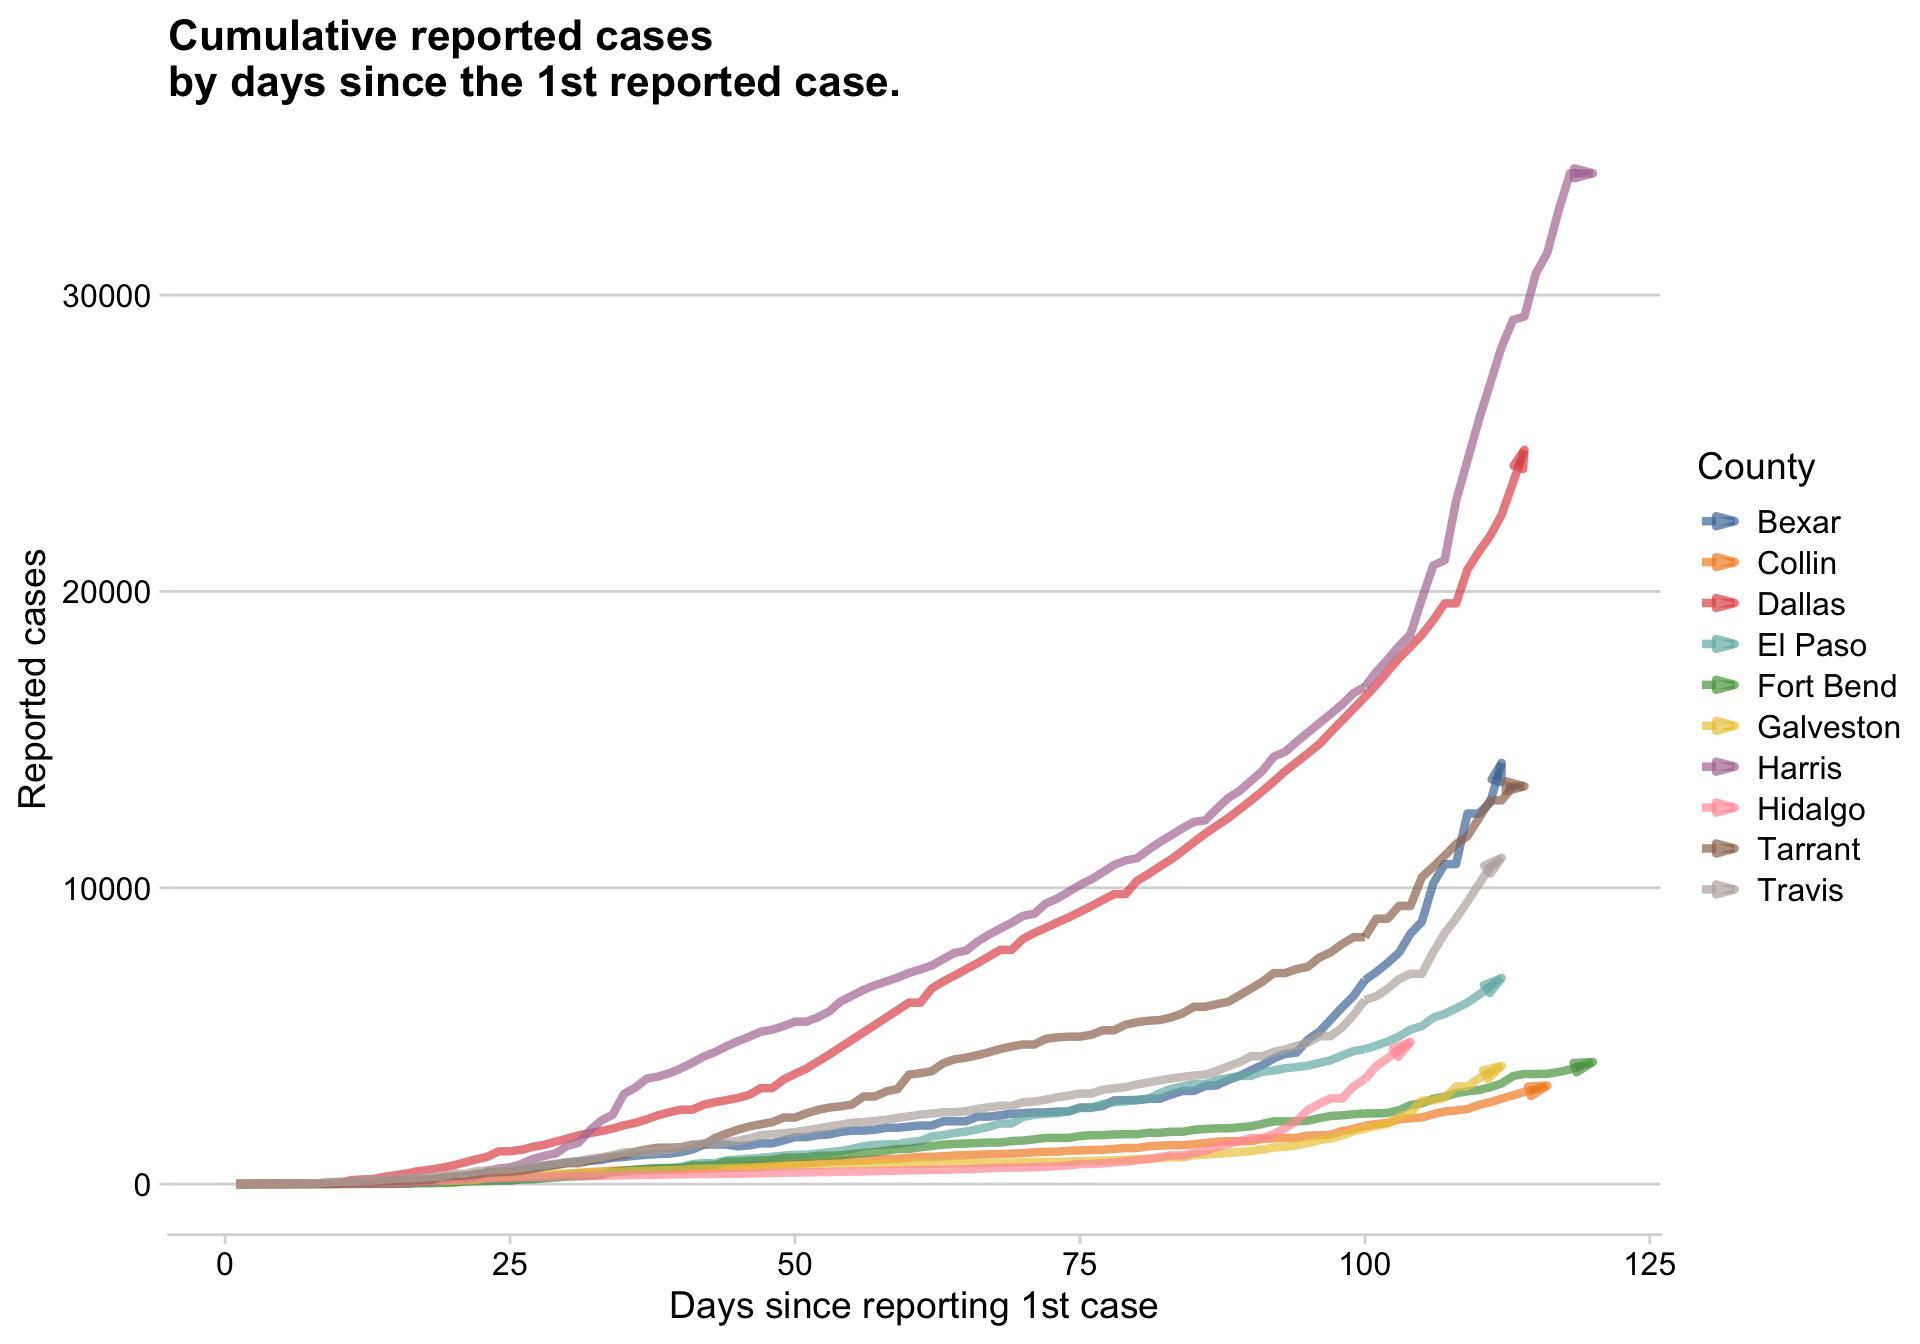 Cumulative reported cases
by days since the 1st reported case.
Reported cases
30000
20000
10000
0
0 25 50 75 100 125
Days since reporting 1st case
County
Bexar
Collin
Dallas
El Paso
Fort Bend
Galveston
Harris
Hidalgo
Tarrant
Travis